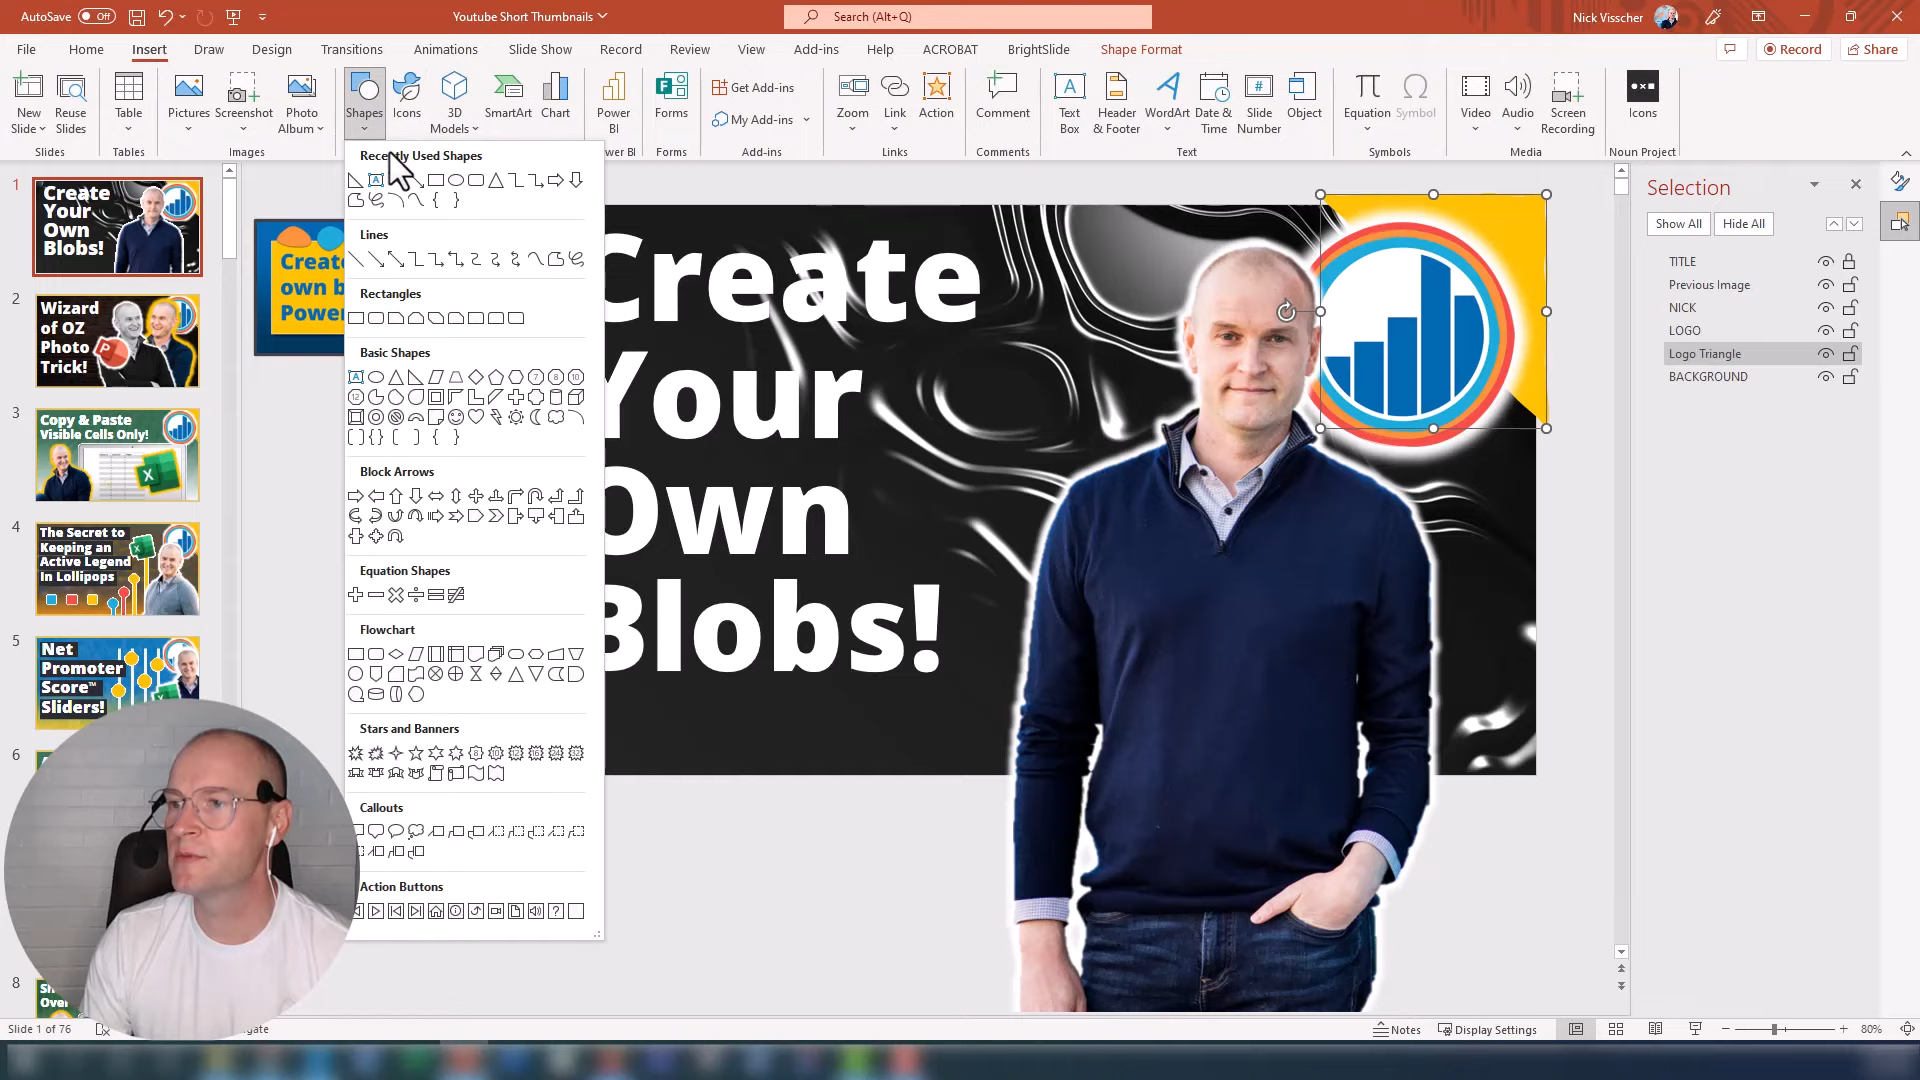 AutoSave Off
Youtube Short Thumbnails
Search (Alt+Q)
Nick Visscher
File Home Insert Draw Design Transitions Animations Slide Show Record Review View Add-ins Help ACROBAT BrightSlide Shape Format
Record Share
New Slide
Reuse Slides
Table
Pictures
Screenshot
Photo Album
Shapes
Icons
3D Models
SmartArt
Chart
Power BI
Forms
Get Add-ins
My Add-ins
Zoom
Link
Action
Comment
Text Box
Header & Footer
WordArt
Date & Time
Slide Number
Object
Equation
Symbol
Video
Audio
Screen Recording
Icons
Slides Tables Images Add-ins Links Comments Text Symbols Media Noun Project
Recently Used Shapes
Lines
Rectangles
Basic Shapes
Block Arrows
Equation Shapes
Flowchart
Stars and Banners
Callouts
Action Buttons
1
Create
Your
Own
Blobs!
2
Wizard
of OZ
Photo
Trick!
3
Copy & Paste
Visible Cells Only!
4
The Secret to
Keeping an
Active Legend
In Lollipops
5
Net
Promoter
Score™
Sliders!
6
8
Create
Your
Own
Blobs!
Selection
Show All Hide All
TITLE
Previous Image
NICK
LOGO
Logo Triangle
BACKGROUND
Slide 1 of 76
Notes Display Settings 80%